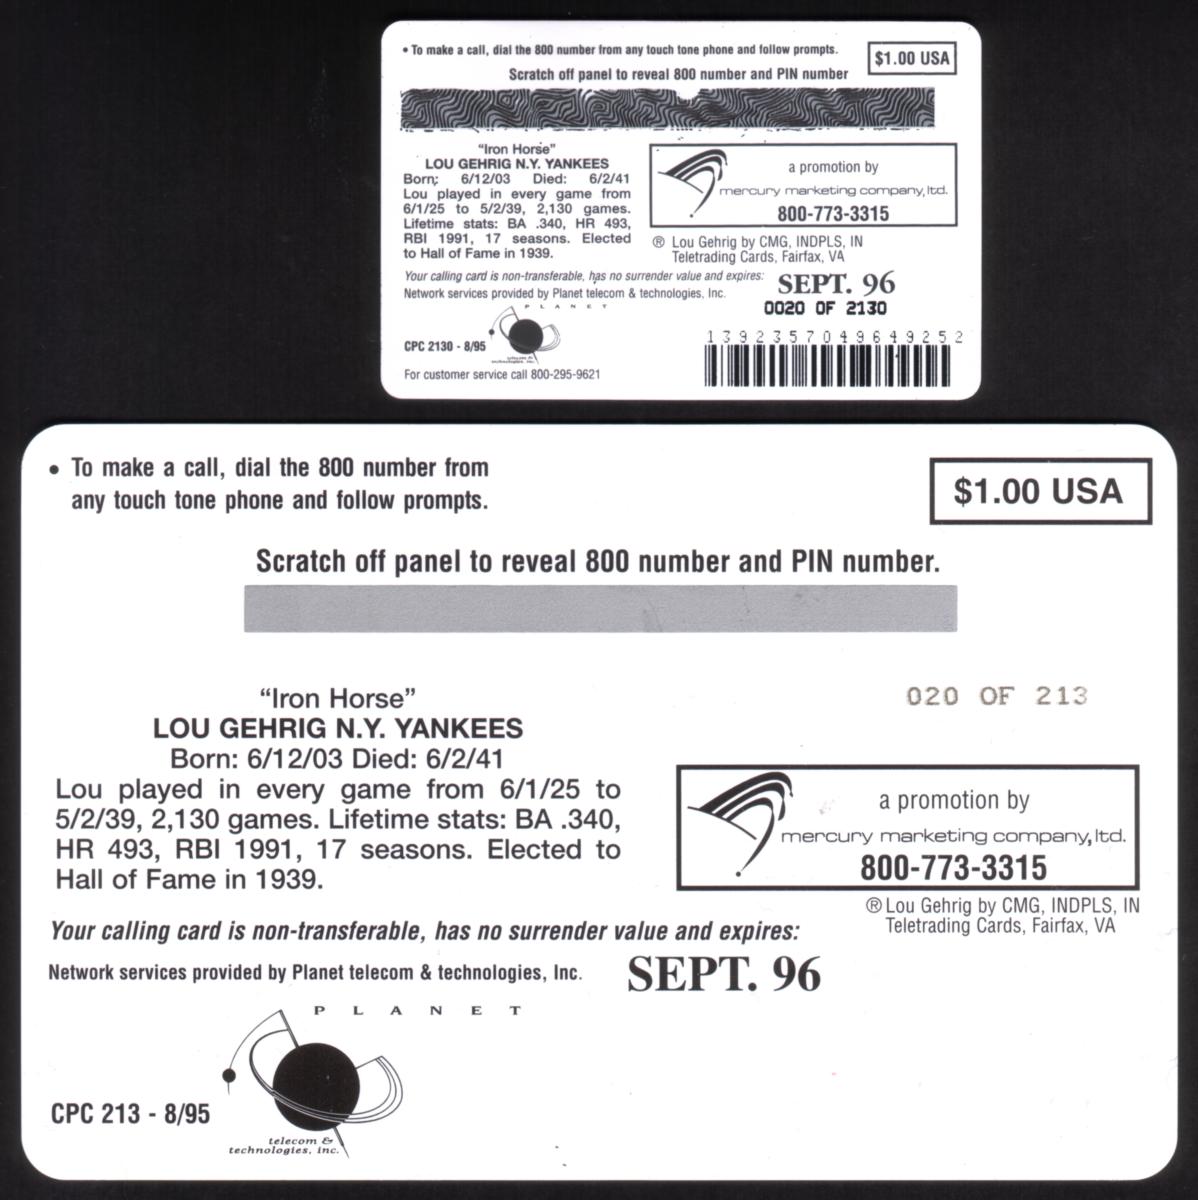 • To make a call, dial the 800 number from any touch tone phone and follow prompts.
$1.00 USA
Scratch off panel to reveal 800 number and PIN number
"Iron Horse"
LOU GEHRIG N.Y. YANKEES
Born: 6/12/03 Died: 6/2/41
Lou played in every game from
6/1/25 to 5/2/39, 2,130 games.
Lifetime stats: BA .340, HR 493,
RBI 1991, 17 seasons. Elected
to Hall of Fame in 1939.
a promotion by
mercury marketing company, ltd.
800-773-3315
® Lou Gehrig by CMG, INDPLS, IN
Teletrading Cards, Fairfax, VA
Your calling card is non-transferable, has no surrender value and expires:
SEPT. 96
Network services provided by Planet telecom & technologies, Inc.
0020 OF 2130
PLANET
CPC 2130 - 8/95
telecom &
technologies, inc.
For customer service call 800-295-9621
1392357049649252
• To make a call, dial the 800 number from
any touch tone phone and follow prompts.
$1.00 USA
Scratch off panel to reveal 800 number and PIN number.
"Iron Horse"
LOU GEHRIG N.Y. YANKEES
Born: 6/12/03 Died: 6/2/41
Lou played in every game from 6/1/25 to
5/2/39, 2,130 games. Lifetime stats: BA .340,
HR 493, RBI 1991, 17 seasons. Elected to
Hall of Fame in 1939.
020 OF 213
a promotion by
mercury marketing company, ltd.
800-773-3315
® Lou Gehrig by CMG, INDPLS, IN
Teletrading Cards, Fairfax, VA
Your calling card is non-transferable, has no surrender value and expires:
Network services provided by Planet telecom & technologies, Inc.
SEPT. 96
PLANET
CPC 213 - 8/95
telecom &
technologies, inc.